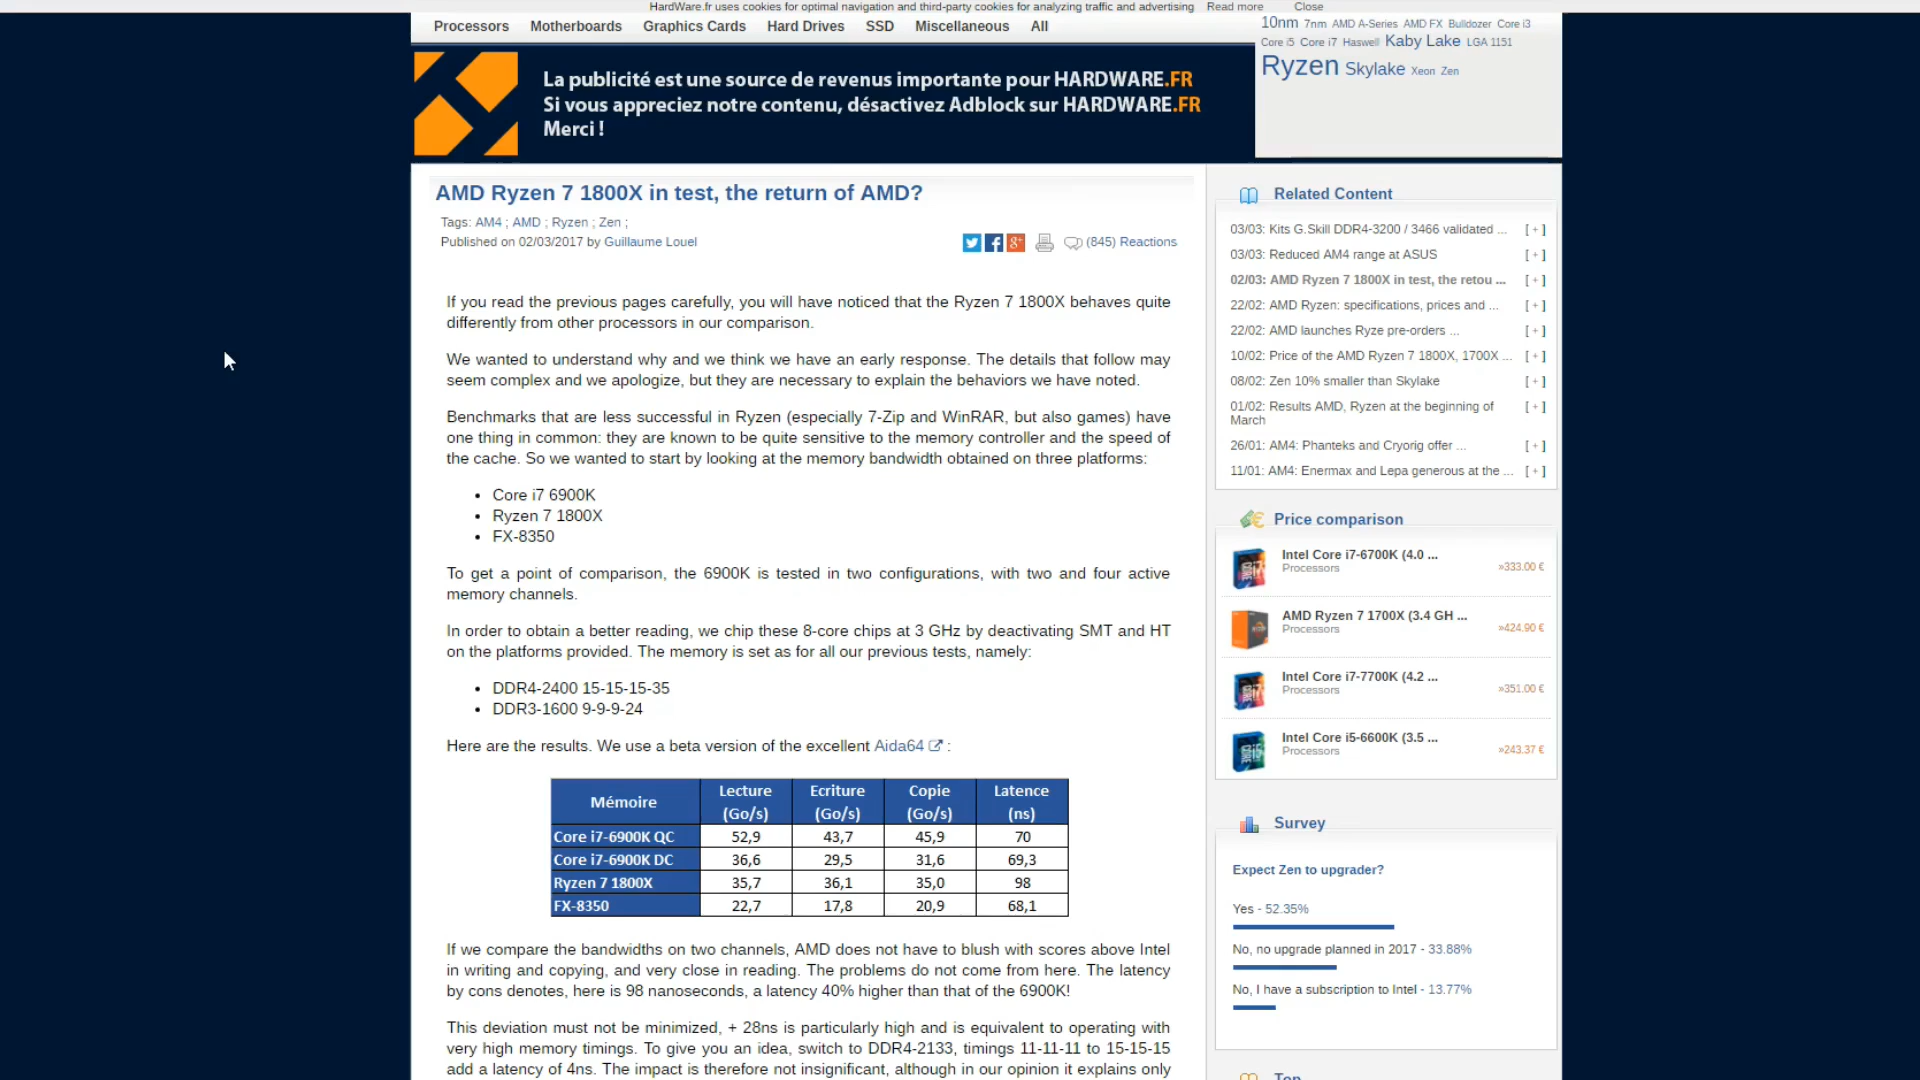 HardWare.fr uses cookies for optimal navigation and third-party cookies for analyzing traffic and advertising Read more Close
Processors Motherboards Graphics Cards Hard Drives SSD Miscellaneous All
10nm 7nm AMD A-Series AMD FX Bulldozer Core i3
Core i5 Core i7 Haswell Kaby Lake LGA 1151
Ryzen Skylake Xeon Zen
La publicité est une source de revenus importante pour HARDWARE.FR
Si vous appreciez notre contenu, désactivez Adblock sur HARDWARE.FR
Merci !
AMD Ryzen 7 1800X in test, the return of AMD?
Tags: AM4 ; AMD ; Ryzen ; Zen ;
Published on 02/03/2017 by Guillaume Louel
(845) Reactions
If you read the previous pages carefully, you will have noticed that the Ryzen 7 1800X behaves quite
differently from other processors in our comparison.
We wanted to understand why and we think we have an early response. The details that follow may
seem complex and we apologize, but they are necessary to explain the behaviors we have noted.
Benchmarks that are less successful in Ryzen (especially 7-Zip and WinRAR, but also games) have
one thing in common: they are known to be quite sensitive to the memory controller and the speed of
the cache. So we wanted to start by looking at the memory bandwidth obtained on three platforms:
• Core i7 6900K
• Ryzen 7 1800X
• FX-8350
To get a point of comparison, the 6900K is tested in two configurations, with two and four active
memory channels.
In order to obtain a better reading, we chip these 8-core chips at 3 GHz by deactivating SMT and HT
on the platforms provided. The memory is set as for all our previous tests, namely:
• DDR4-2400 15-15-15-35
• DDR3-1600 9-9-9-24
Here are the results. We use a beta version of the excellent Aida64 :
Mémoire Lecture (Go/s) Ecriture (Go/s) Copie (Go/s) Latence (ns)
Core i7-6900K QC 52,9 43,7 45,9 70
Core i7-6900K DC 36,6 29,5 31,6 69,3
Ryzen 7 1800X 35,7 36,1 35,0 98
FX-8350 22,7 17,8 20,9 68,1
If we compare the bandwidths on two channels, AMD does not have to blush with scores above Intel
in writing and copying, and very close in reading. The problems do not come from here. The latency
by cons denotes, here is 98 nanoseconds, a latency 40% higher than that of the 6900K!
This deviation must not be minimized, + 28ns is particularly high and is equivalent to operating with
very high memory timings. To give you an idea, switch to DDR4-2133, timings 11-11-11 to 15-15-15
add a latency of 4ns. The impact is therefore not insignificant, although in our opinion it explains only
Related Content
03/03: Kits G.Skill DDR4-3200 / 3466 validated ... [ + ]
03/03: Reduced AM4 range at ASUS [ + ]
02/03: AMD Ryzen 7 1800X in test, the retou ... [ + ]
22/02: AMD Ryzen: specifications, prices and ... [ + ]
22/02: AMD launches Ryze pre-orders ... [ + ]
10/02: Price of the AMD Ryzen 7 1800X, 1700X ... [ + ]
08/02: Zen 10% smaller than Skylake [ + ]
01/02: Results AMD, Ryzen at the beginning of [ + ]
March
26/01: AM4: Phanteks and Cryorig offer ... [ + ]
11/01: AM4: Enermax and Lepa generous at the ... [ + ]
Price comparison
Intel Core i7-6700K (4.0 ...
Processors »333.00 €
AMD Ryzen 7 1700X (3.4 GH ...
Processors »424.90 €
Intel Core i7-7700K (4.2 ...
Processors »351.00 €
Intel Core i5-6600K (3.5 ...
Processors »243.37 €
Survey
Expect Zen to upgrader?
Yes - 52.35%
No, no upgrade planned in 2017 - 33.88%
No, I have a subscription to Intel - 13.77%
Top